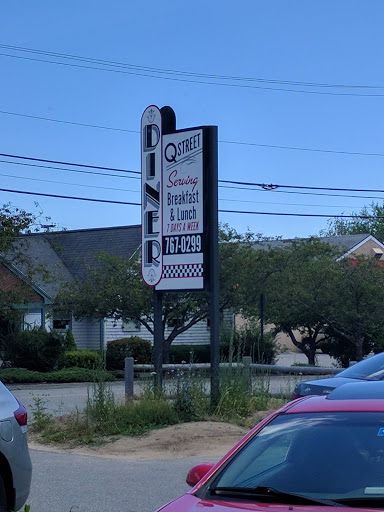 DINER
Q STREET
Serving
Breakfast
& Lunch
7 DAYS A WEEK
767-0299